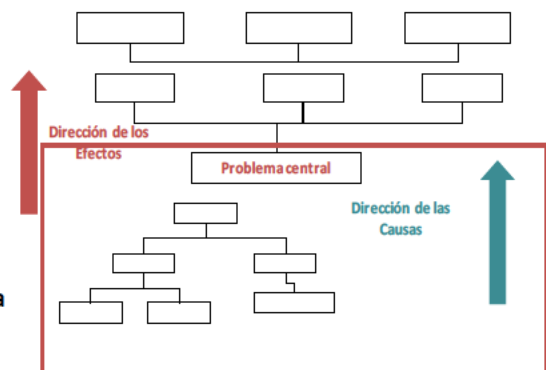 Dirección de los
Efectos
Problema central
Dirección de las
Causas
a